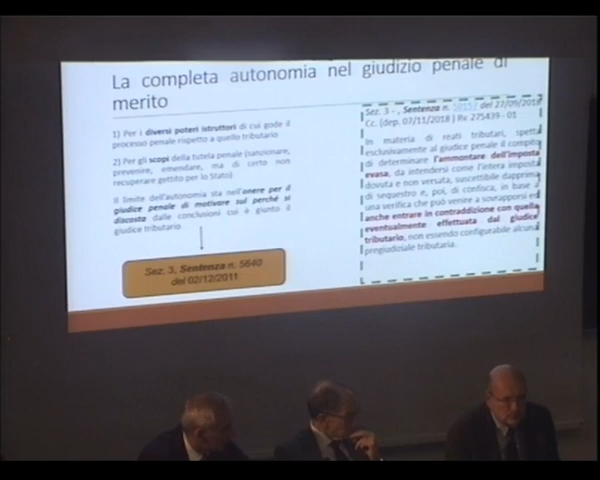 La completa autonomia nel giudizio penale di
merito
1) Per i diversi poteri istruttori di cui gode il
processo penale rispetto a quello tributario
2) Per gli scopi della tutela penale (sanzionare,
prevenire, emendare, ma di certo non
recuperare gettito per lo Stato)
Il limite dell'autonomia sta nell'onere per il
giudice penale di motivare sul perché si
discosta dalle conclusioni cui è giunto il
giudice tributario
Sez. 3, Sentenza n. 5640
del 02/12/2011
Sez. 3 - , Sentenza n. del 27/09/2018
Cc. (dep. 07/11/2018 ) Rv. 275439 - 01
In materia di reati tributari, spetta
esclusivamente al giudice penale il compito
di determinare l'ammontare dell'imposta
evasa, da intendersi come l'intera imposta
dovuta e non versata, suscettibile dapprima
di sequestro e, poi, di confisca, in base a
una verifica che può venire a sovrapporsi ed
anche entrare in contraddizione con quella
eventualmente effettuata dal giudice
tributario, non essendo configurabile alcuna
pregiudiziale tributaria.